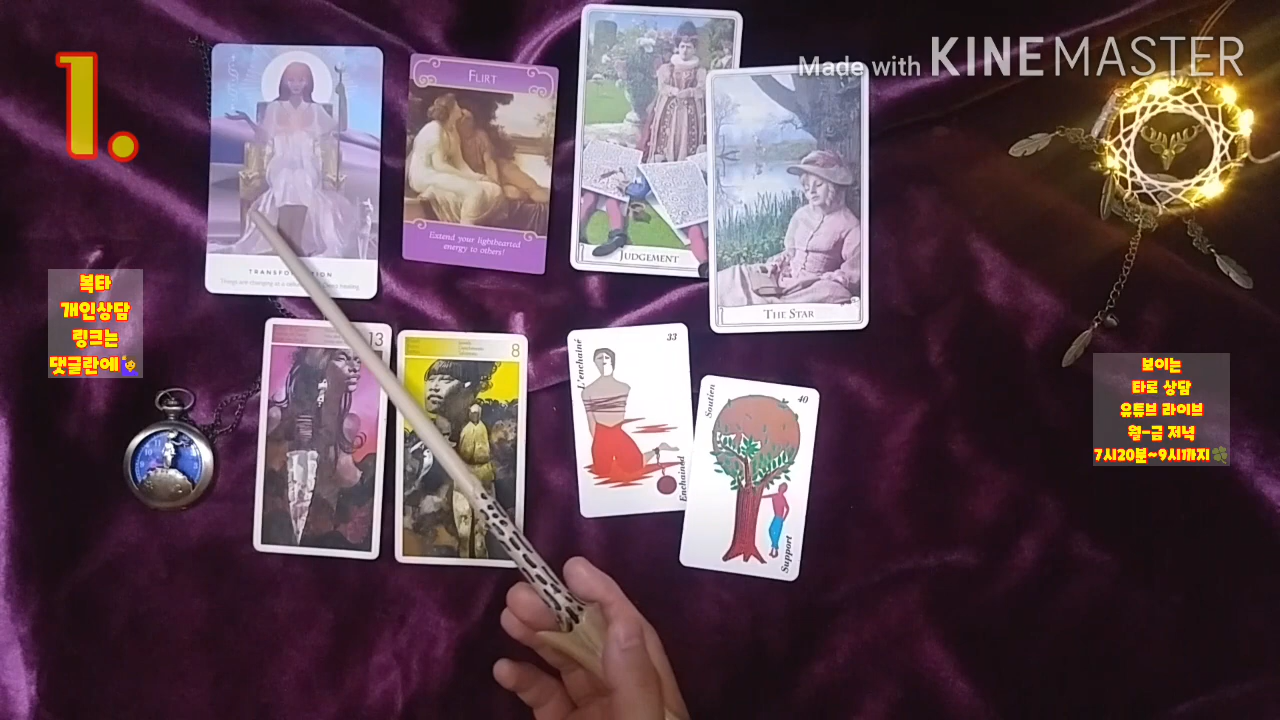 1.
Made with KINEMASTER
FLIRT
Extend your lighthearted
energy to others!
JUDGEMENT
THE STAR
복타
개인상담
링크는
댓글란에🙋‍♀️
13
8
33
L'enchaîné
Enchained
40
Soutien
Support
보이는
타로 상담
유튜브 라이브
월-금 저녁
7시20분~9시까지🍀